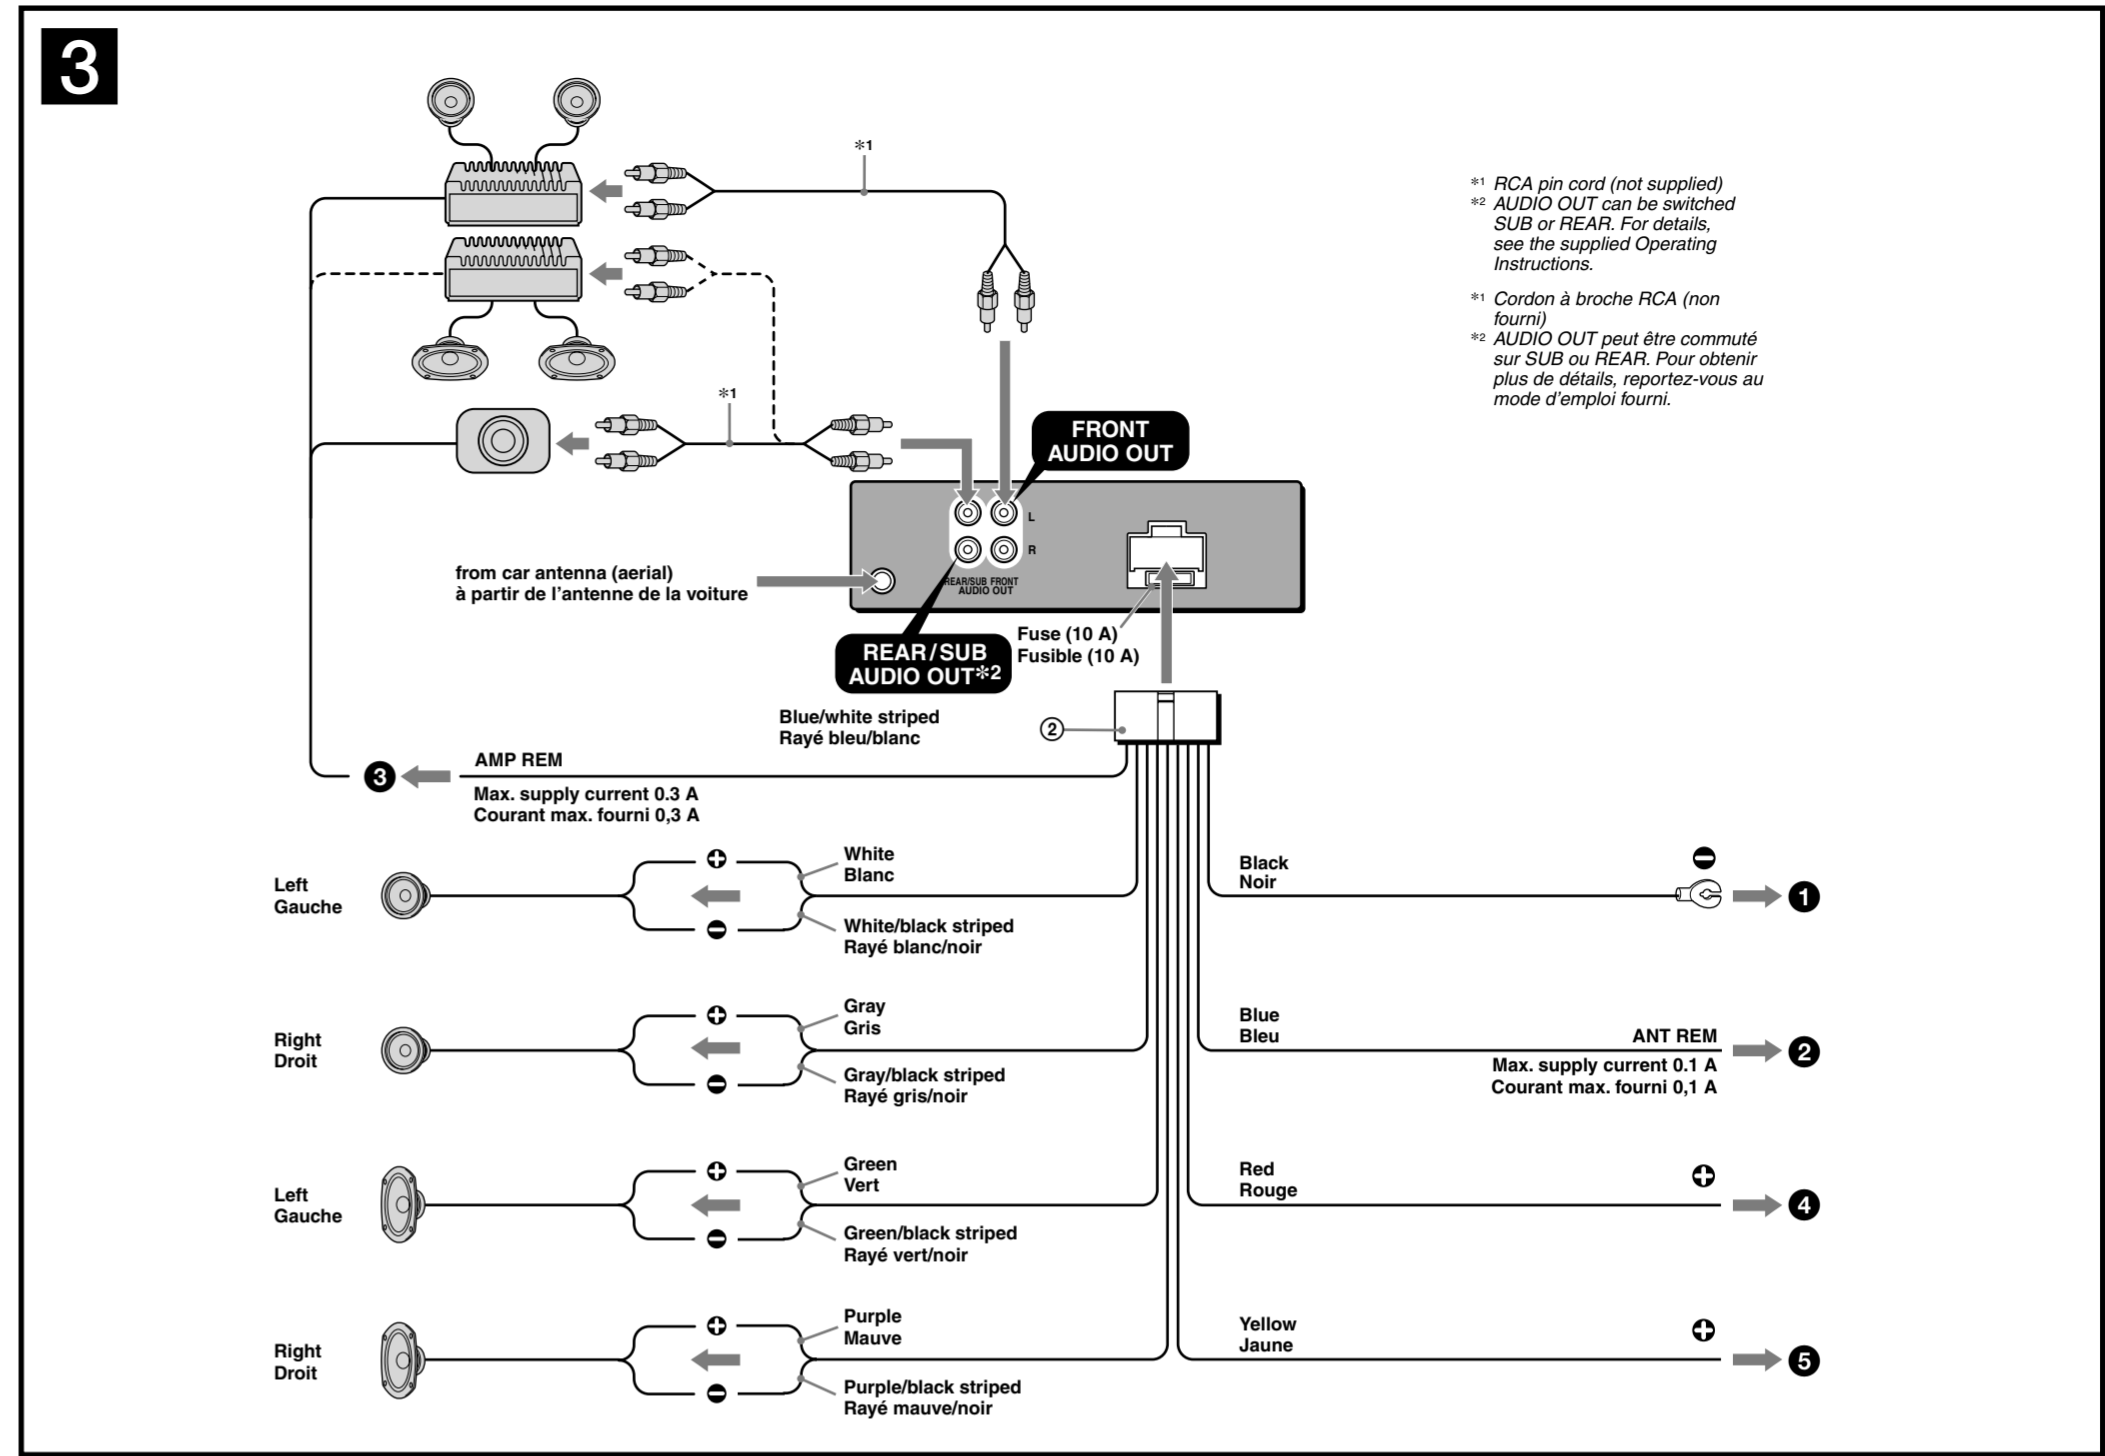 3
*1
*1 RCA pin cord (not supplied)
*2 AUDIO OUT can be switched
SUB or REAR. For details,
see the supplied Operating
Instructions.
*1 Cordon à broche RCA (non
fourni)
*2 AUDIO OUT peut être commuté
sur SUB ou REAR. Pour obtenir
plus de détails, reportez-vous au
mode d'emploi fourni.
*1
FRONT
AUDIO OUT
L
R
REAR/SUB FRONT
AUDIO OUT
from car antenna (aerial)
à partir de l'antenne de la voiture
Fuse (10 A)
Fusible (10 A)
REAR/SUB
AUDIO OUT*2
Blue/white striped
Rayé bleu/blanc
2
3
AMP REM
Max. supply current 0.3 A
Courant max. fourni 0,3 A
Left
Gauche
+
−
White
Blanc
White/black striped
Rayé blanc/noir
Black
Noir
−
1
Right
Droit
+
−
Gray
Gris
Gray/black striped
Rayé gris/noir
Blue
Bleu
ANT REM
Max. supply current 0.1 A
Courant max. fourni 0,1 A
2
Left
Gauche
+
−
Green
Vert
Green/black striped
Rayé vert/noir
Red
Rouge
+
4
Right
Droit
+
−
Purple
Mauve
Purple/black striped
Rayé mauve/noir
Yellow
Jaune
+
5